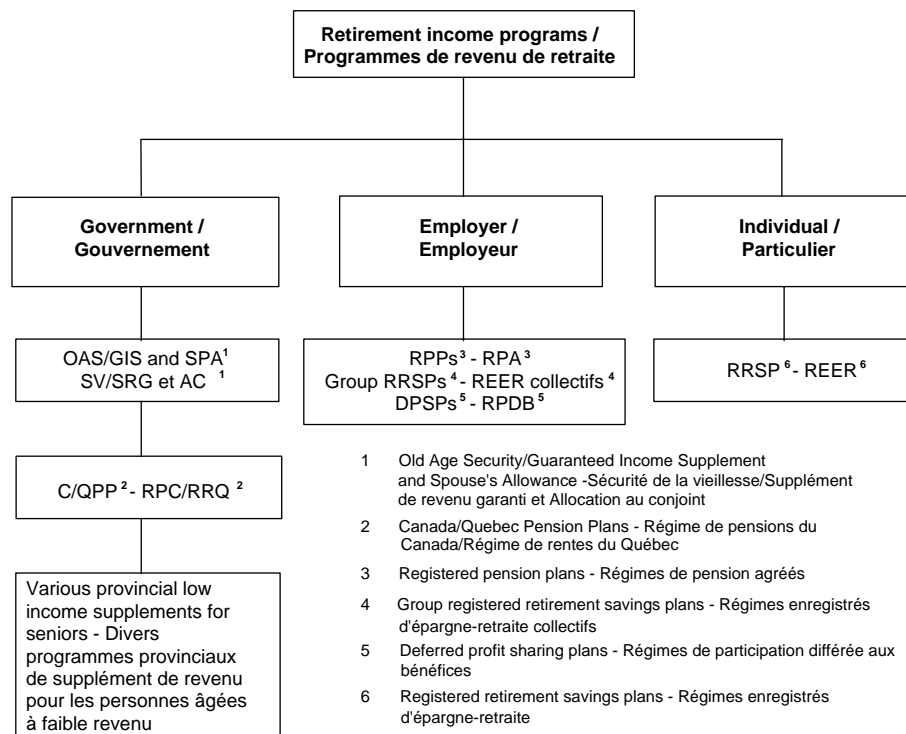 Retirement income programs /
Programmes de revenu de retraite
Government /
Gouvernement
Employer /
Employeur
Individual /
Particulier
OAS/GIS and SPA¹
SV/SRG et AC ¹
RPPs³ - RPA³
Group RRSPs⁴ - REER collectifs⁴
DPSPs⁵ - RPDB⁵
RRSP⁶ - REER⁶
C/QPP² - RPC/RRQ ²
Various provincial low
income supplements for
seniors - Divers
programmes provinciaux
de supplément de revenu
pour les personnes âgées
à faible revenu
1 Old Age Security/Guaranteed Income Supplement
and Spouse's Allowance -Sécurité de la vieillesse/Supplément
de revenu garanti et Allocation au conjoint
2 Canada/Quebec Pension Plans - Régime de pensions du
Canada/Régime de rentes du Québec
3 Registered pension plans - Régimes de pension agréés
4 Group registered retirement savings plans - Régimes enregistrés
d'épargne-retraite collectifs
5 Deferred profit sharing plans - Régimes de participation différée aux
bénéfices
6 Registered retirement savings plans - Régimes enregistrés
d'épargne-retraite